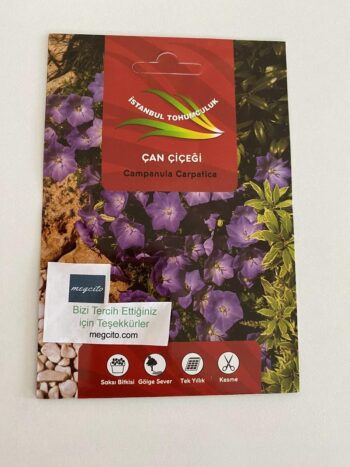 İSTANBUL TOHUMCULUK
ÇAN ÇİÇEĞİ
Campanula Carpatica
megcito
Bizi Tercih Ettiğiniz
için Teşekkürler
megcito.com
Saksı Bitkisi
Gölge Sever
Tek Yıllık
Kesme